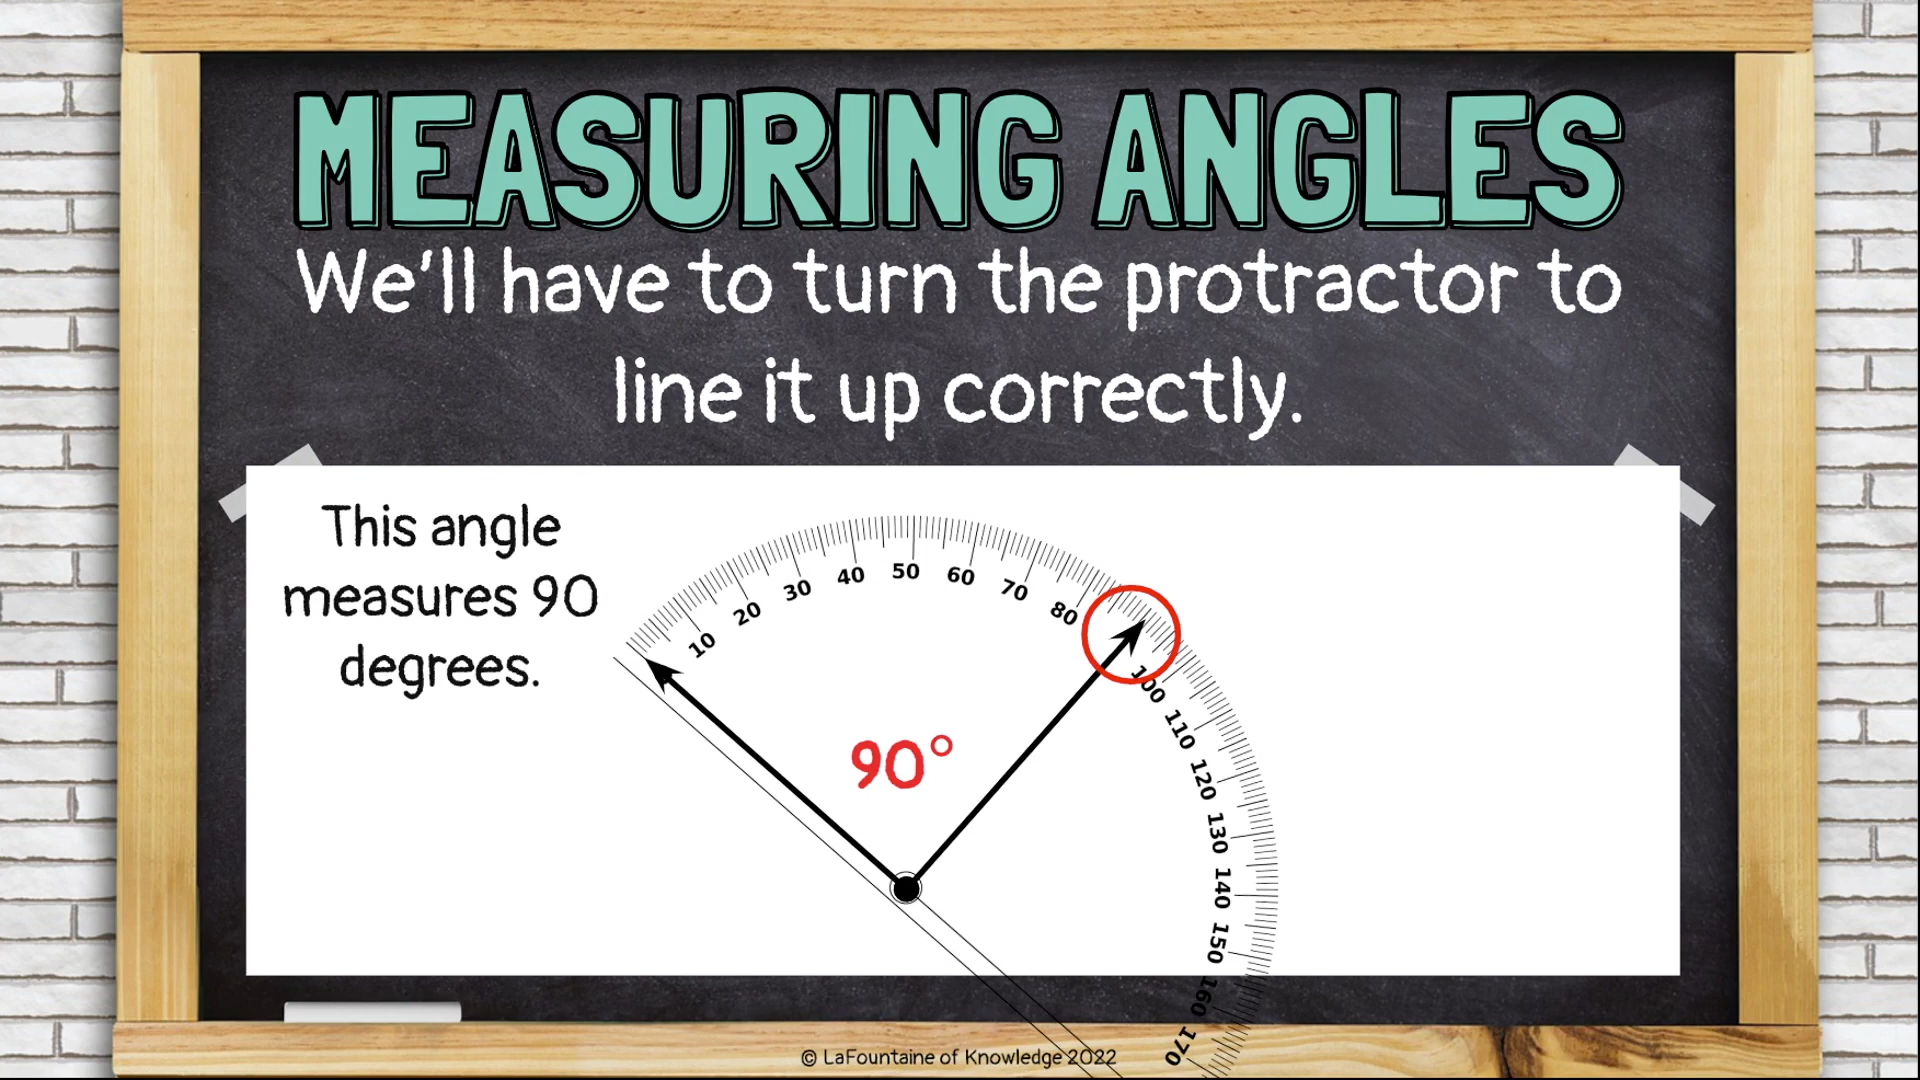 MEASURING ANGLES
We'll have to turn the protractor to
line it up correctly.
This angle
measures 90
degrees.
10
20
30
40
50
60
70
80
100
110
120
130
140
150
160
170
90°
© LaFountaine of Knowledge 2022